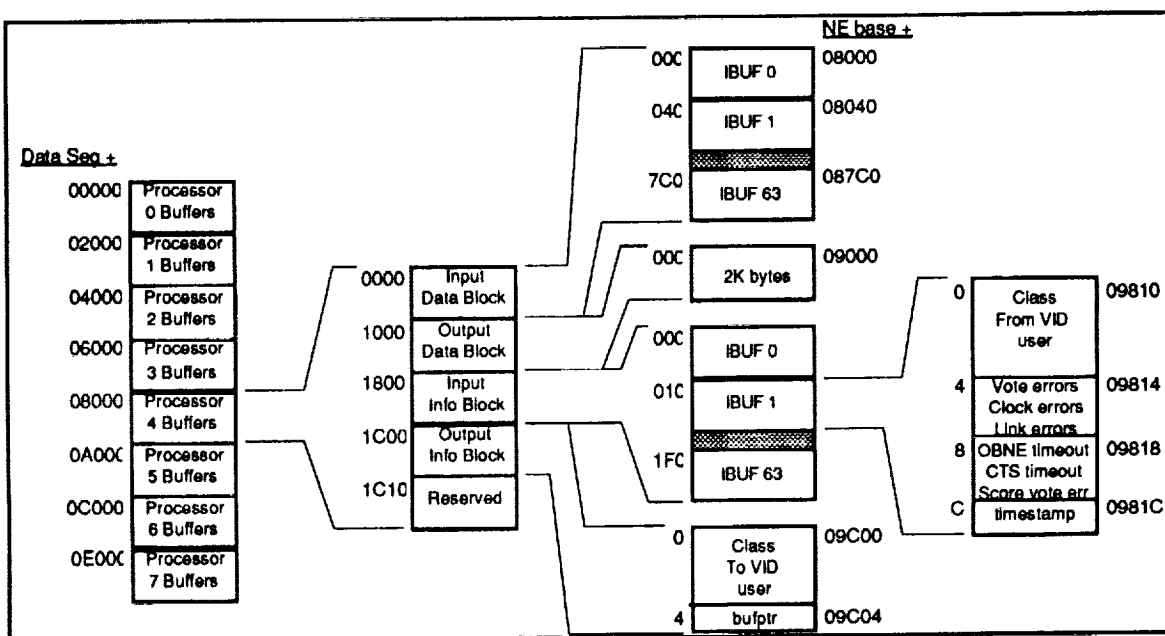 Data Seg +
00000
Processor
0 Buffers
02000
Processor
1 Buffers
04000
Processor
2 Buffers
06000
Processor
3 Buffers
08000
Processor
4 Buffers
0A000
Processor
5 Buffers
0C000
Processor
6 Buffers
0E000
Processor
7 Buffers
0000
Input
Data Block
1000
Output
Data Block
1800
Input
Info Block
1C00
Output
Info Block
1C10
Reserved
NE base +
000
IBUF 0
08000
040
IBUF 1
08040
7C0
IBUF 63
087C0
000
2K bytes
09000
000
IBUF 0
010
IBUF 1
1F0
IBUF 63
0
Class
To VID
user
09C00
4
bufptr
09C04
0
Class
From VID
user
09810
4
Vote errors
Clock errors
Link errors
09814
8
OBNE timeout
CTS timeout
Score vote err
09818
C
timestamp
0981C